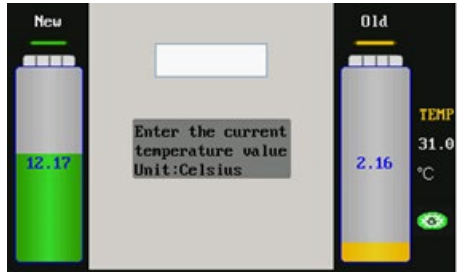 New
Old
Enter the current
temperature value
Unit:Celsius
12.17
2.16
TEMP
31.0
°C